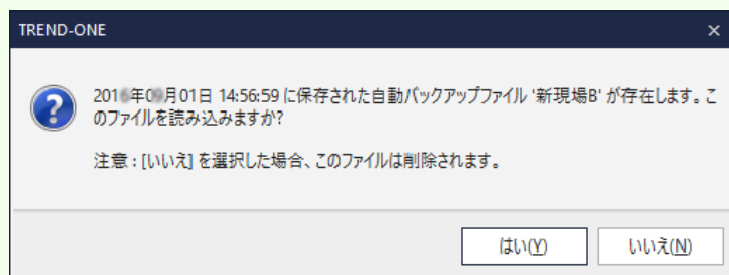 TREND-ONE
201年0月01日 14:56:59 に保存された自動バックアップファイル '新現場B' が存在します。こ
のファイルを読み込みますか?
注意 : [いいえ] を選択した場合、このファイルは削除されます。
はい(Y)
いいえ(N)